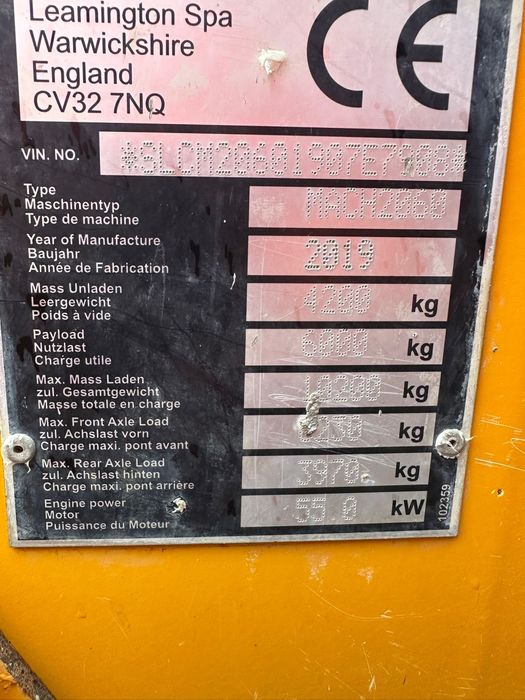 Leamington Spa
Warwickshire
England
CV32 7NQ
CE
VIN. NO.
Type
Maschinentyp
Type de machine
MACH2060
Year of Manufacture
Baujahr
Année de Fabrication
2019
Mass Unladen
Leergewicht
Poids à vide
4200 kg
Payload
Nutzlast
Charge utile
6000 kg
Max. Mass Laden
zul. Gesamtgewicht
Masse totale en charge
10200 kg
Max. Front Axle Load
zul. Achslast vorn
Charge maxi. pont avant
kg
Max. Rear Axle Load
zul. Achslast hinten
Charge maxi. pont arrière
3970 kg
Engine power
Motor
Puissance du Moteur
55.0 kW
102359